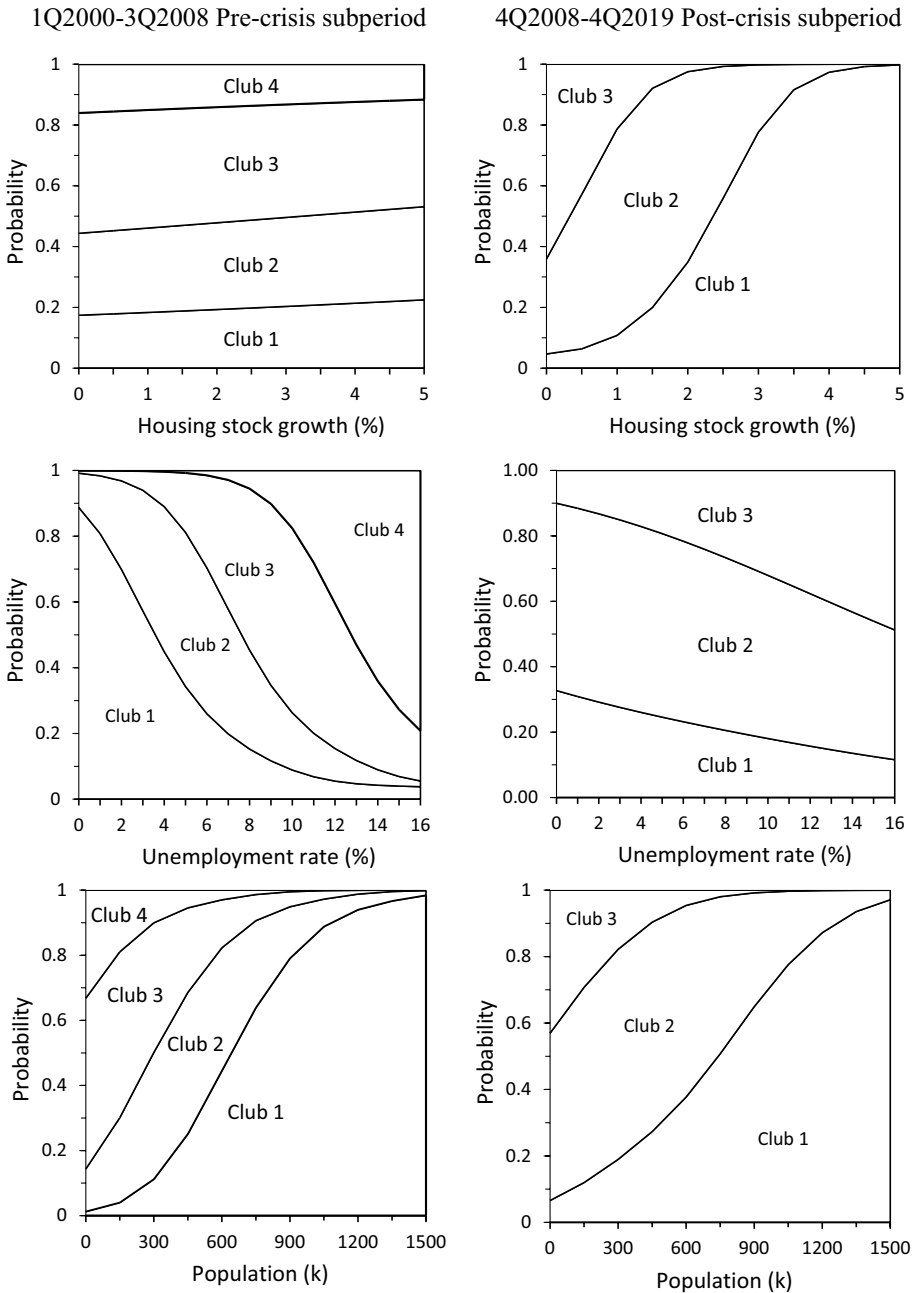 1Q2000-3Q2008 Pre-crisis subperiod
4Q2008-4Q2019 Post-crisis subperiod
Probability
1
0.8
0.6
0.4
0.2
0
Club 4
Club 3
Club 2
Club 1
0 1 2 3 4 5
Housing stock growth (%)
Probability
1
0.8
0.6
0.4
0.2
0
Club 3
Club 2
Club 1
0 1 2 3 4 5
Housing stock growth (%)
Probability
1
0.8
0.6
0.4
0.2
0
Club 4
Club 3
Club 2
Club 1
0 2 4 6 8 10 12 14 16
Unemployment rate (%)
Probability
1.00
0.80
0.60
0.40
0.20
0.00
Club 3
Club 2
Club 1
0 2 4 6 8 10 12 14 16
Unemployment rate (%)
Probability
1
0.8
0.6
0.4
0.2
0
Club 4
Club 3
Club 2
Club 1
0 300 600 900 1200 1500
Population (k)
Probability
1
0.8
0.6
0.4
0.2
0
Club 3
Club 2
Club 1
0 300 600 900 1200 1500
Population (k)